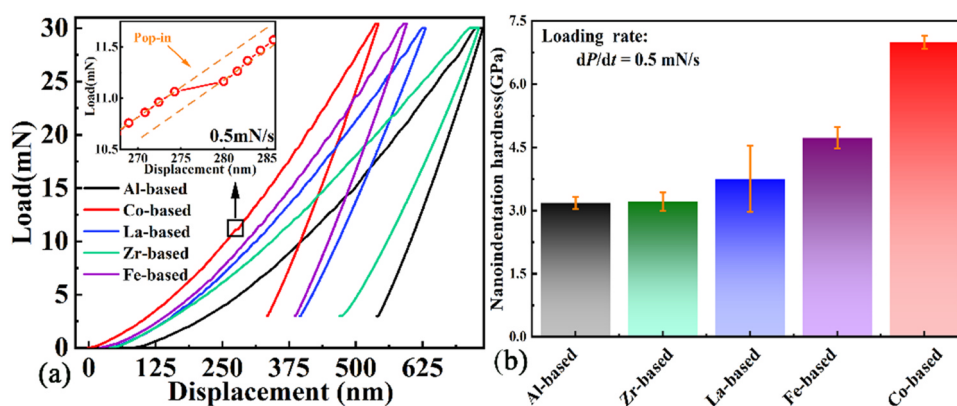 30
25
20
15
10
5
0
Load(mN)
11.5
11.0
10.5
Load(mN)
Pop-in
0.5mN/s
270 275 280 285
Displacement (nm)
Al-based
Co-based
La-based
Zr-based
Fe-based
0 125 250 375 500 625
Displacement (nm)
(a)
7.5
6.0
4.5
3.0
1.5
0.0
Nanoindentation hardness(GPa)
Loading rate:
dP/dt = 0.5 mN/s
Al-based Zr-based La-based Fe-based Co-based
(b)